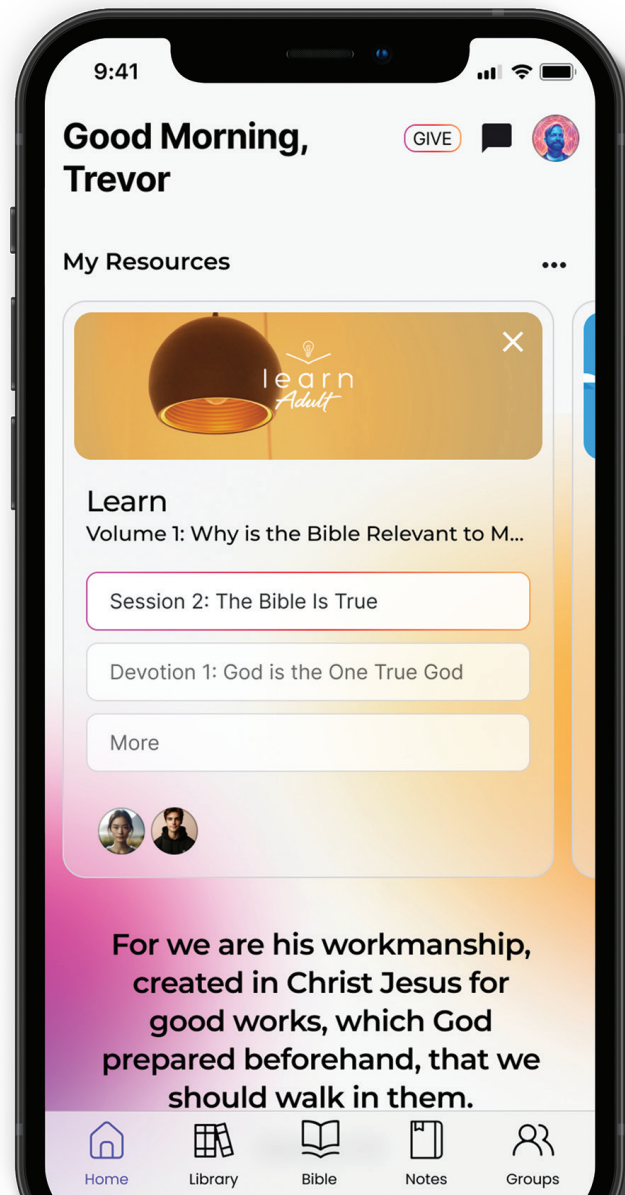 9:41
Good Morning,
Trevor
GIVE
My Resources
learn
Adult
Learn
Volume 1: Why is the Bible Relevant to M...
Session 2: The Bible Is True
Devotion 1: God is the One True God
More
For we are his workmanship,
created in Christ Jesus for
good works, which God
prepared beforehand, that we
should walk in them.
Home
Library
Bible
Notes
Groups